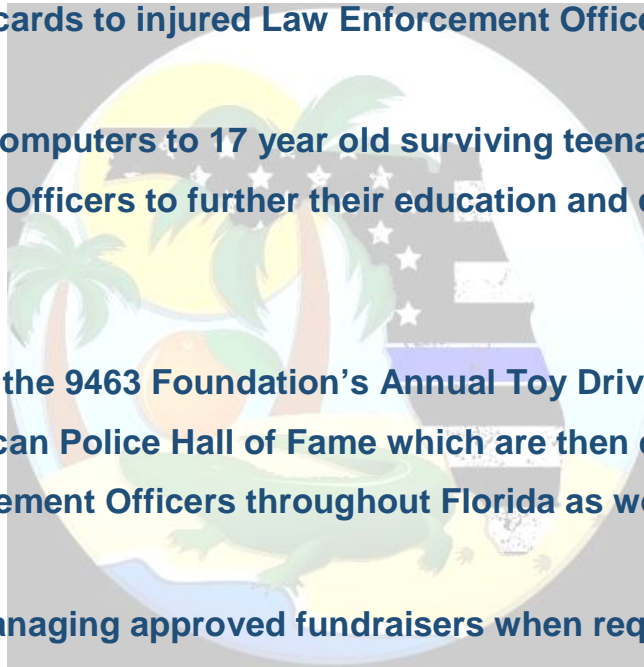 cards to injured Law Enforcement Office
omputers to 17 year old surviving teena
Officers to further their education and
the 9463 Foundation's Annual Toy Driv
can Police Hall of Fame which are then
ement Officers throughout Florida as we
anaging approved fundraisers when req